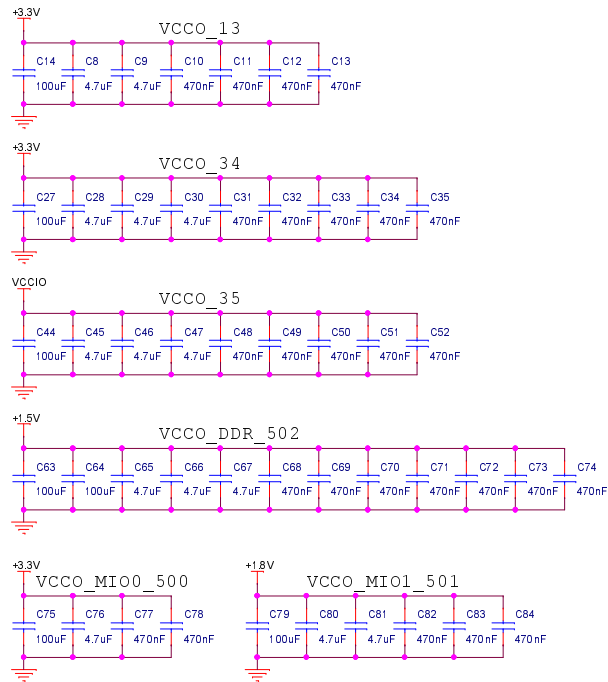 +3.3V
VCCO_13
C14 C8 C9 C10 C11 C12 C13
100uF 4.7uF 4.7uF 470nF 470nF 470nF 470nF
+3.3V
VCCO_34
C27 C28 C29 C30 C31 C32 C33 C34 C35
100uF 4.7uF 4.7uF 4.7uF 470nF 470nF 470nF 470nF 470nF
VCCIO
VCCO_35
C44 C45 C46 C47 C48 C49 C50 C51 C52
100uF 4.7uF 4.7uF 4.7uF 470nF 470nF 470nF 470nF 470nF
+1.5V
VCCO_DDR_502
C63 C64 C65 C66 C67 C68 C69 C70 C71 C72 C73 C74
100uF 100uF 4.7uF 4.7uF 4.7uF 470nF 470nF 470nF 470nF 470nF 470nF 470nF
+3.3V
VCCO_MIO0_500
C75 C76 C77 C78
100uF 4.7uF 470nF 470nF
+1.8V
VCCO_MIO1_501
C79 C80 C81 C82 C83 C84
100uF 4.7uF 4.7uF 470nF 470nF 470nF